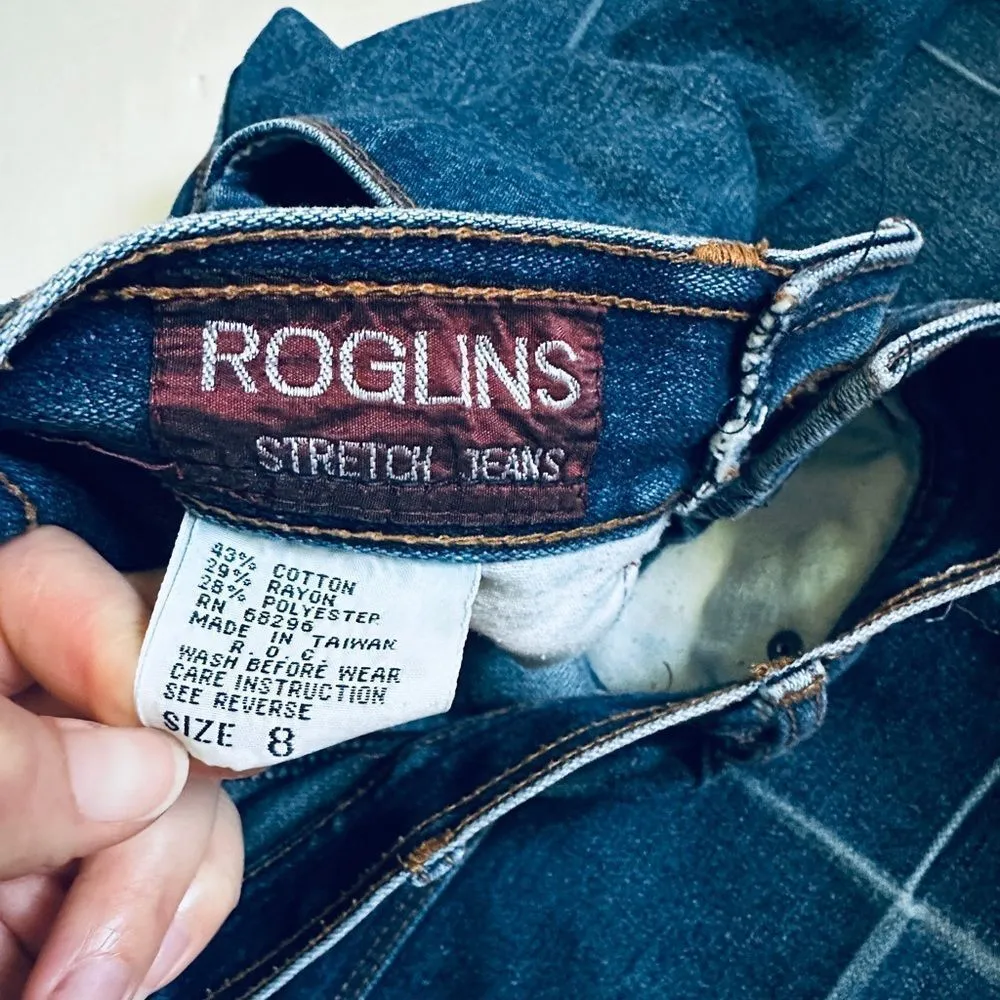 ROGLINS
STRETCH JEANS
43% COTTON
29% RAYON
28% POLYESTER
RN 68296
MADE IN TAIWAN
R.O.C
WASH BEFORE WEAR
CARE INSTRUCTION
SEE REVERSE
SIZE 8